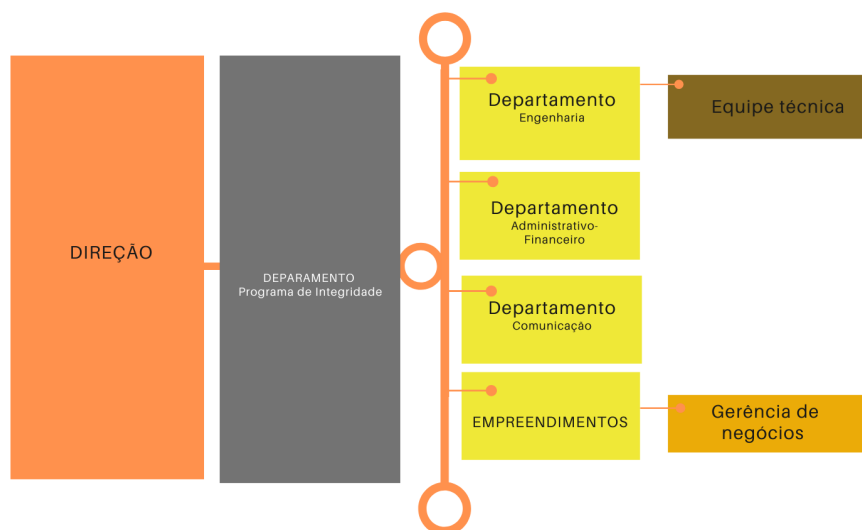 DIREÇÃO
DEPARAMENTO
Programa de Integridade
Departamento
Engenharia
Equipe técnica
Departamento
Administrativo-
Financeiro
Departamento
Comunicação
EMPREENDIMENTOS
Gerência de
negócios